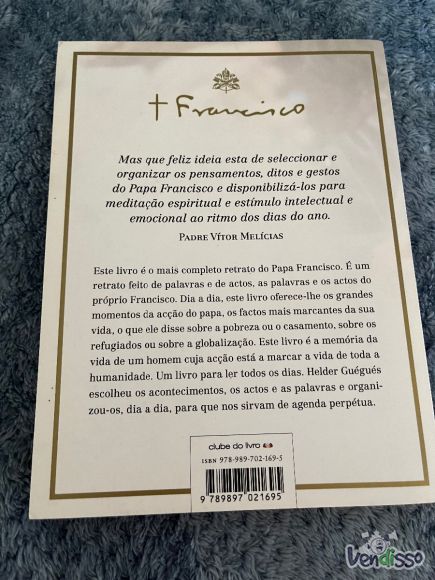 † Francisco
Mas que feliz ideia esta de seleccionar e
organizar os pensamentos, ditos e gestos
do Papa Francisco e disponibilizá-los para
meditação espiritual e estímulo intelectual e
emocional ao ritmo dos dias do ano.
PADRE VÍTOR MELÍCIAS
Este livro é o mais completo retrato do Papa Francisco. É um
retrato feito de palavras e de actos, as palavras e os actos do
próprio Francisco. Dia a dia, este livro oferece-lhe os grandes
momentos da acção do papa, os factos mais marcantes da sua
vida, o que ele disse sobre a pobreza ou o casamento, sobre os
refugiados ou sobre a globalização. Este livro é a memória da
vida de um homem cuja acção está a marcar a vida de toda a
humanidade. Um livro para ler todos os dias. Helder Guégués
escolheu os acontecimentos, os actos e as palavras e organi-
zou-os, dia a dia, para que nos sirvam de agenda perpétua.
clube do livro
ISBN 978-989-702-169-5
9 789897 021695
Vendisso